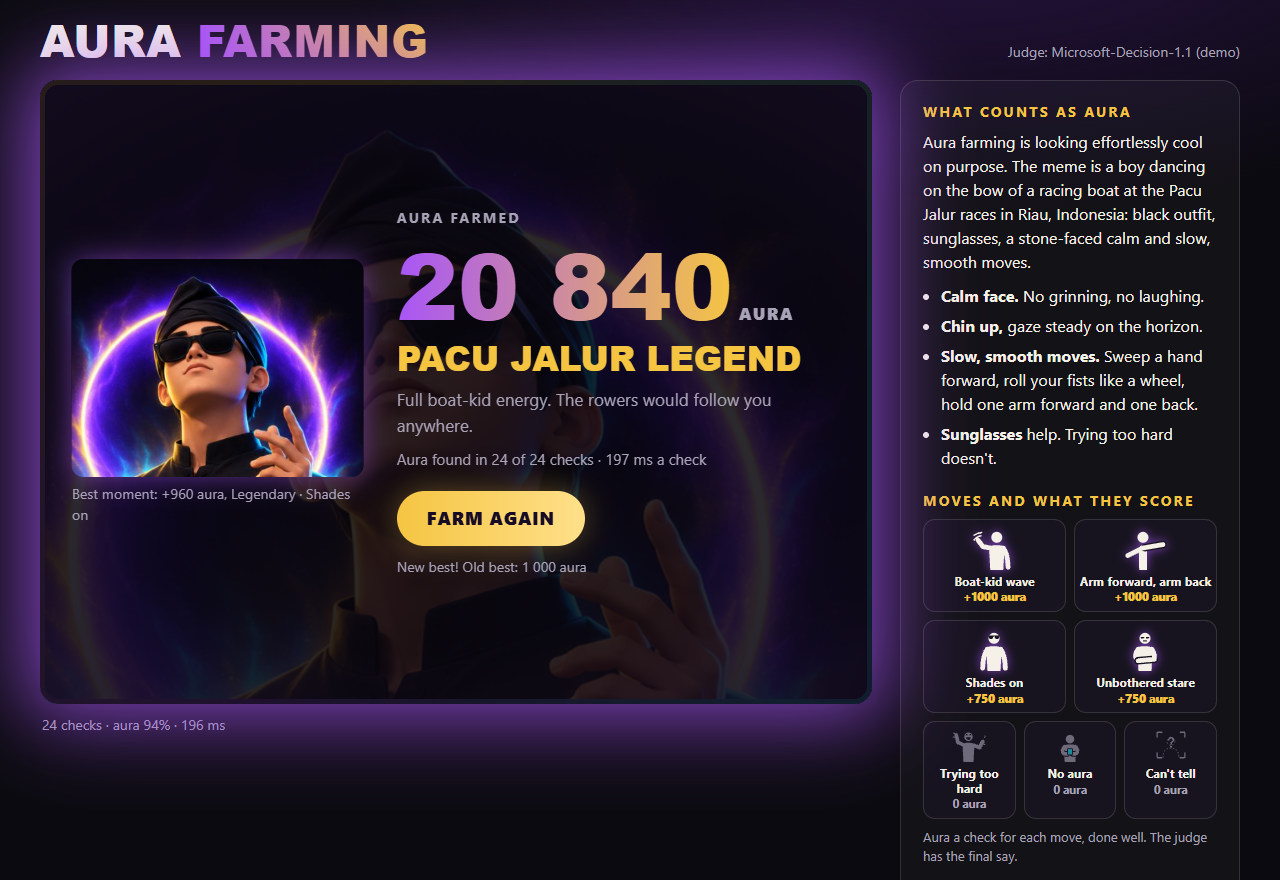 AURA FARMING
Judge: Microsoft-Decision-1.1 (demo)
AURA FARMED
20 840 AURA
PACU JALUR LEGEND
Full boat-kid energy. The rowers would follow you
anywhere.
Aura found in 24 of 24 checks · 197 ms a check
FARM AGAIN
New best! Old best: 1 000 aura
Best moment: +960 aura, Legendary · Shades
on
24 checks · aura 94% · 196 ms
WHAT COUNTS AS AURA
Aura farming is looking effortlessly cool
on purpose. The meme is a boy dancing
on the bow of a racing boat at the Pacu
Jalur races in Riau, Indonesia: black outfit,
sunglasses, a stone-faced calm and slow,
smooth moves.
• Calm face. No grinning, no laughing.
• Chin up, gaze steady on the horizon.
• Slow, smooth moves. Sweep a hand
forward, roll your fists like a wheel,
hold one arm forward and one back.
• Sunglasses help. Trying too hard
doesn't.
MOVES AND WHAT THEY SCORE
Boat-kid wave
+1000 aura
Arm forward, arm back
+1000 aura
Shades on
+750 aura
Unbothered stare
+750 aura
Trying too
hard
0 aura
No aura
0 aura
Can't tell
0 aura
Aura a check for each move, done well. The judge
has the final say.